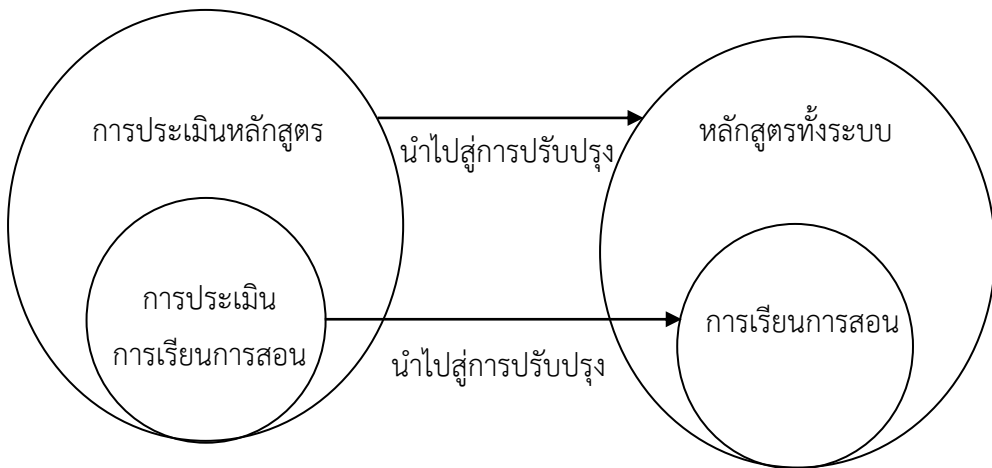 การประเมินหลักสูตร
นำไปสู่การปรับปรุง
หลักสูตรทั้งระบบ
การประเมิน
การเรียนการสอน
นำไปสู่การปรับปรุง
การเรียนการสอน